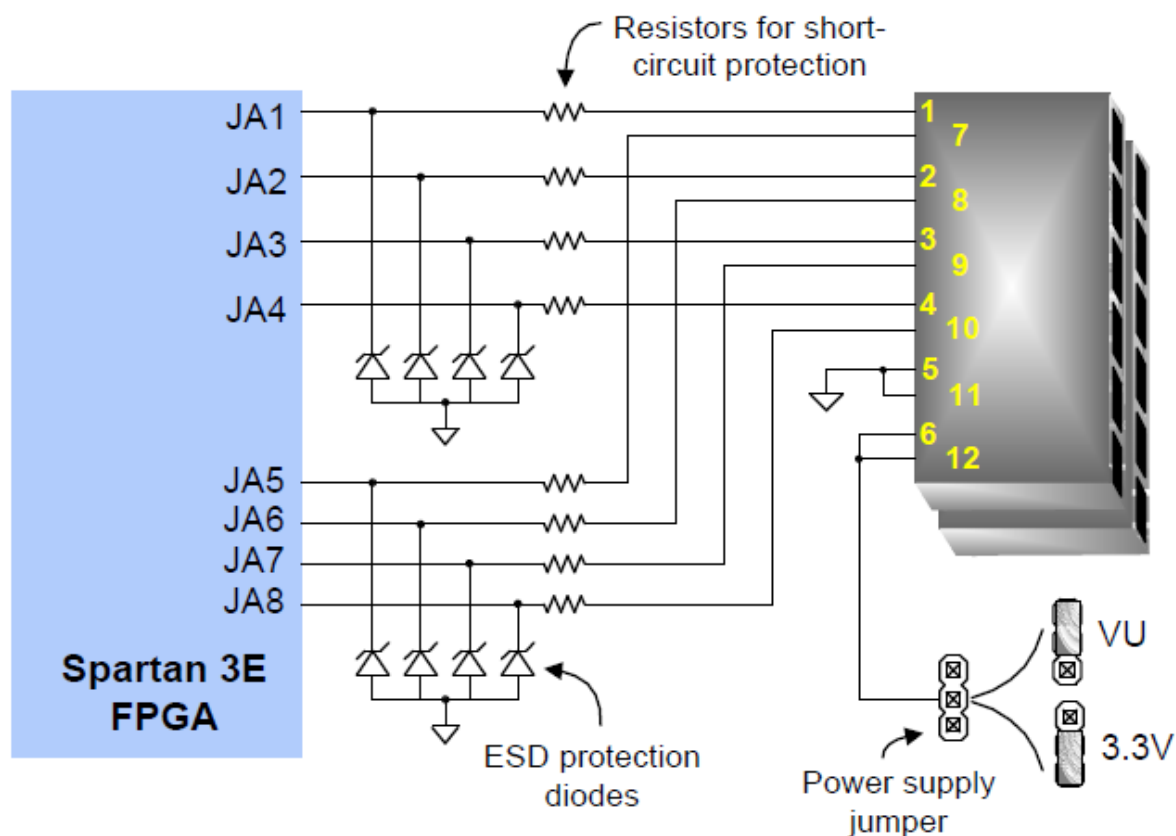 Resistors for short-
circuit protection
JA1
JA2
JA3
JA4
JA5
JA6
JA7
JA8
Spartan 3E
FPGA
1
7
2
8
3
9
4
10
5
11
6
12
ESD protection
diodes
Power supply
jumper
VU
3.3V